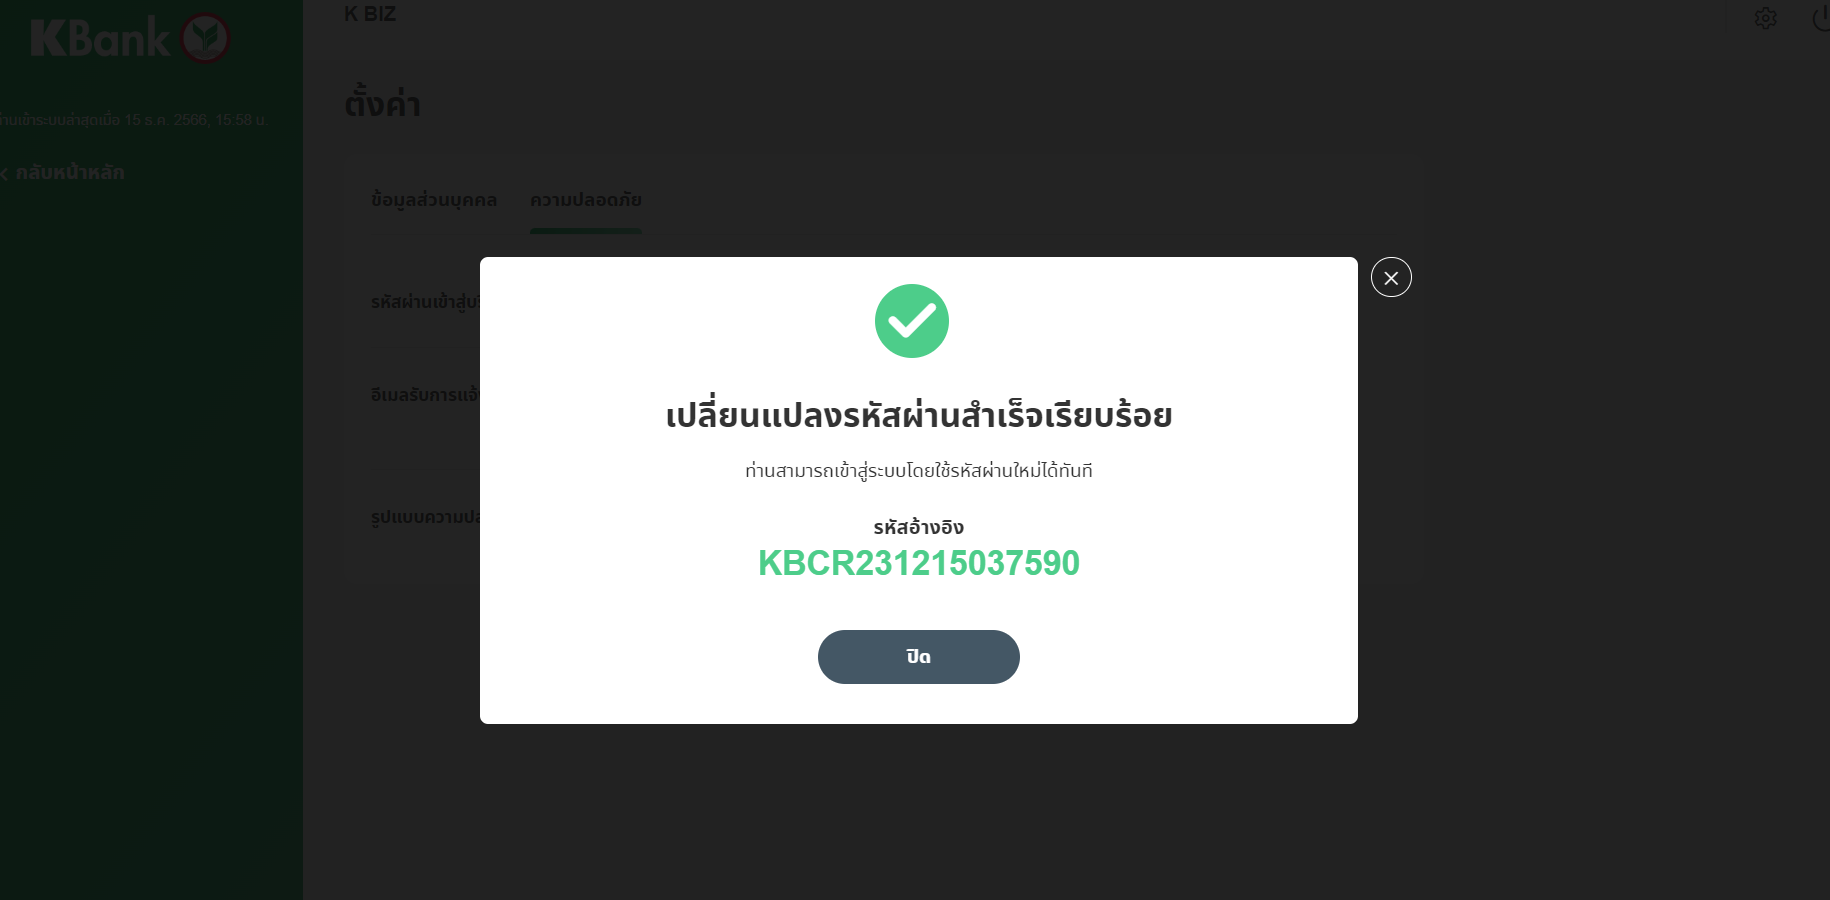 KBank
K BIZ
ตั้งค่า
ท่านเข้าระบบล่าสุดเมื่อ 15 ธ.ค. 2566, 15:58 น.
กลับหน้าหลัก
ข้อมูลส่วนบุคคล ความปลอดภัย
รหัสผ่านเข้าสู่
อีเมลรับการแจ้
รูปแบบความปล
เปลี่ยนแปลงรหัสผ่านสำเร็จเรียบร้อย
ท่านสามารถเข้าสู่ระบบโดยใช้รหัสผ่านใหม่ได้ทันที
รหัสอ้างอิง
KBCR231215037590
ปิด